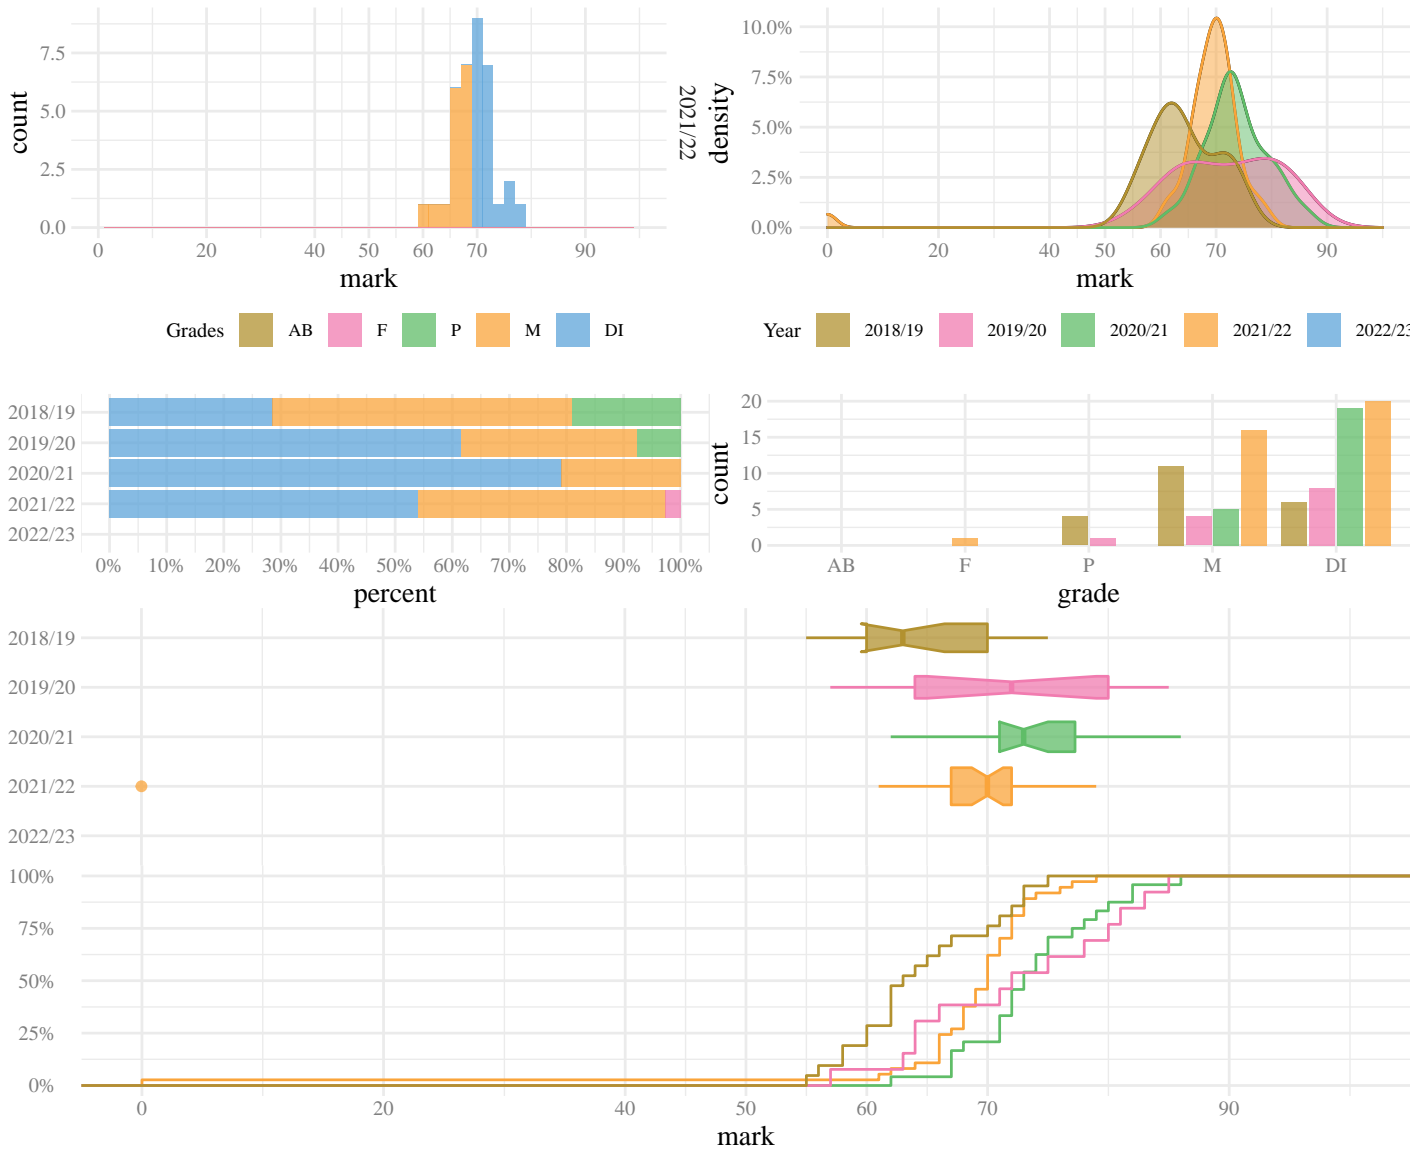 7.5
5.0
2.5
0.0
count
0 20 40 50 60 70 90
mark
2021/22
10.0%
7.5%
5.0%
2.5%
0.0%
density
0 20 40 50 60 70 90
mark
Grades AB F P M DI
Year 2018/19 2019/20 2020/21 2021/22 2022/23
2018/19
2019/20
2020/21
2021/22
2022/23
0% 10% 20% 30% 40% 50% 60% 70% 80% 90% 100%
percent
20
15
10
5
0
count
AB F P M DI
grade
2018/19
2019/20
2020/21
2021/22
2022/23
100%
75%
50%
25%
0%
0 20 40 50 60 70 90
mark